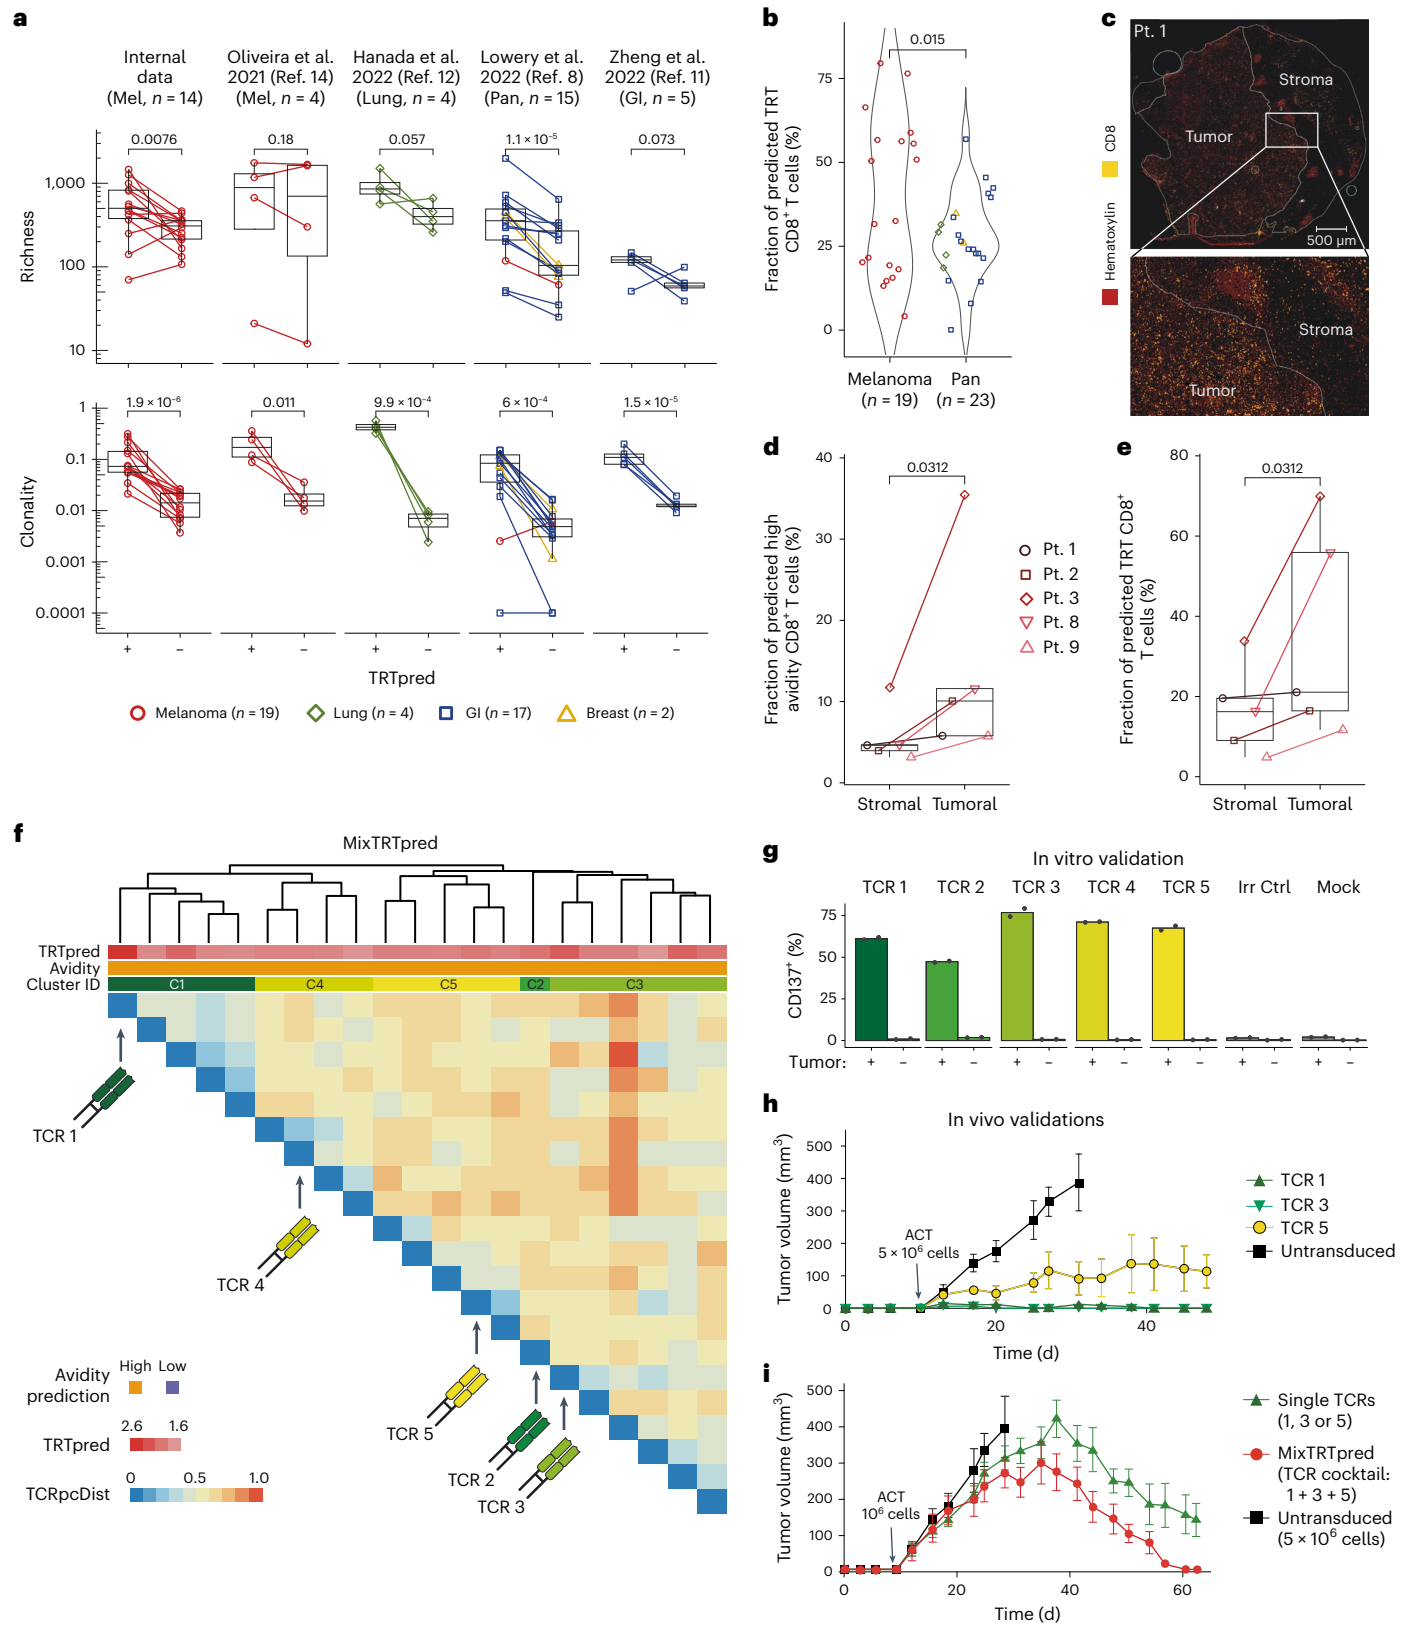 a
Internal
data
(Mel, n = 14)
Oliveira et al.
2021 (Ref. 14)
(Mel, n = 4)
Hanada et al.
2022 (Ref. 12)
(Lung, n = 4)
Lowery et al.
2022 (Ref. 8)
(Pan, n = 15)
Zheng et al.
2022 (Ref. 11)
(GI, n = 5)
0.0076
0.18
0.057
1.1 × 10⁻⁵
0.073
Richness
1,000
100
10
1.9 × 10⁻⁶
0.011
9.9 × 10⁻⁴
6 × 10⁻⁴
1.5 × 10⁻⁵
Clonality
1
0.1
0.01
0.001
0.0001
+ – + – + – + – + –
TRTpred
Melanoma (n = 19)
Lung (n = 4)
GI (n = 17)
Breast (n = 2)
b
Fraction of predicted TRT
CD8⁺ T cells (%)
0.015
75
50
25
0
Melanoma
(n = 19)
Pan
(n = 23)
c
CD8
Hematoxylin
Pt. 1
Stroma
Tumor
500 µm
Stroma
Tumor
d
Fraction of predicted high
avidity CD8⁺ T cells (%)
40
30
20
10
0
0.0312
Stromal
Tumoral
Pt. 1
Pt. 2
Pt. 3
Pt. 8
Pt. 9
e
Fraction of predicted TRT CD8⁺
T cells (%)
80
60
40
20
0
0.0312
Stromal
Tumoral
f
MixTRTpred
TRTpred
Avidity
Cluster ID
C1
C4
C5
C2
C3
TCR 1
TCR 4
TCR 5
TCR 2
TCR 3
Avidity
prediction
High
Low
2.6
1.6
TRTpred
0
0.5
1.0
TCRpcDist
g
In vitro validation
TCR 1
TCR 2
TCR 3
TCR 4
TCR 5
Irr Ctrl
Mock
CD137⁺ (%)
75
50
25
0
Tumor: + – + – + – + – + – + – + –
h
In vivo validations
Tumor volume (mm³)
500
400
300
200
100
0
ACT
5 × 10⁶ cells
0
20
40
Time (d)
TCR 1
TCR 3
TCR 5
Untransduced
i
Tumor volume (mm³)
500
400
300
200
100
0
ACT
10⁶ cells
0
20
40
60
Time (d)
Single TCRs
(1, 3 or 5)
MixTRTpred
(TCR cocktail:
1 + 3 + 5)
Untransduced
(5 × 10⁶ cells)